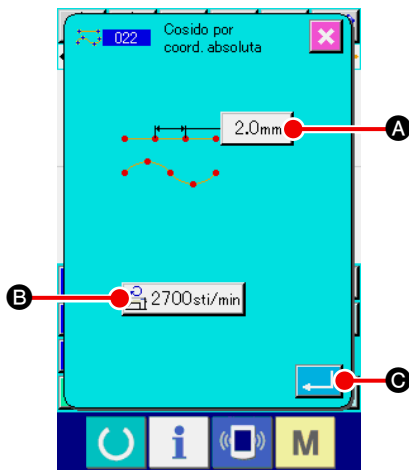 022
Cosido por
coord. absoluta
2.0mm
A
B
2700sti/min
C
i
M